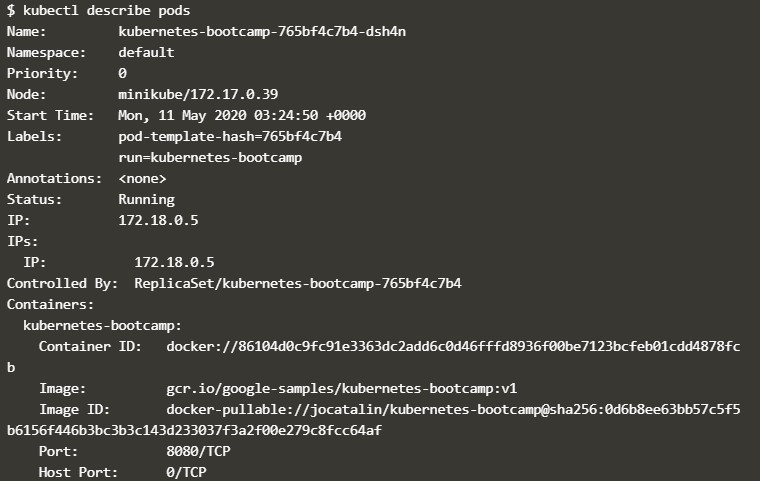 $ kubectl describe pods
Name:         kubernetes-bootcamp-765bf4c7b4-dsh4n
Namespace:    default
Priority:     0
Node:         minikube/172.17.0.39
Start Time:   Mon, 11 May 2020 03:24:50 +0000
Labels:       pod-template-hash=765bf4c7b4
              run=kubernetes-bootcamp
Annotations:  <none>
Status:       Running
IP:           172.18.0.5
IPs:
  IP:           172.18.0.5
Controlled By:  ReplicaSet/kubernetes-bootcamp-765bf4c7b4
Containers:
  kubernetes-bootcamp:
    Container ID:   docker://86104d0c9fc91e3363dc2add6c0d46fffd8936f00be7123bcfeb01cdd4878fc
b
    Image:          gcr.io/google-samples/kubernetes-bootcamp:v1
    Image ID:       docker-pullable://jocatalin/kubernetes-bootcamp@sha256:0d6b8ee63bb57c5f5
b6156f446b3bc3b3c143d233037f3a2f00e279c8fcc64af
    Port:           8080/TCP
    Host Port:      0/TCP